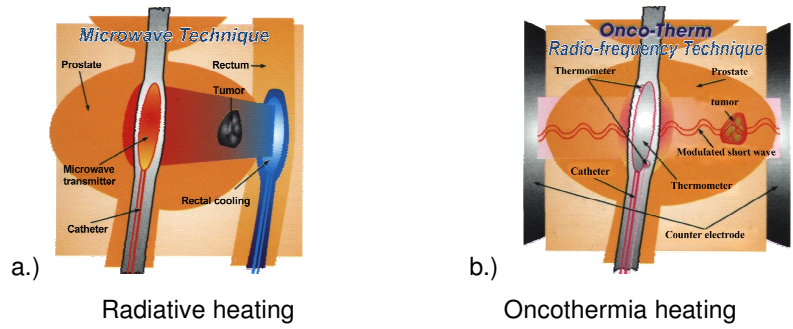 Microwave Technique
Prostate
Rectum
Tumor
Microwave
transmitter
Rectal cooling
Catheter
a.)
Radiative heating
Onco-Therm
Radio-frequency Technique
Thermometer
Prostate
tumor
Modulated short wave
Catheter
Thermometer
Counter electrode
b.)
Oncothermia heating